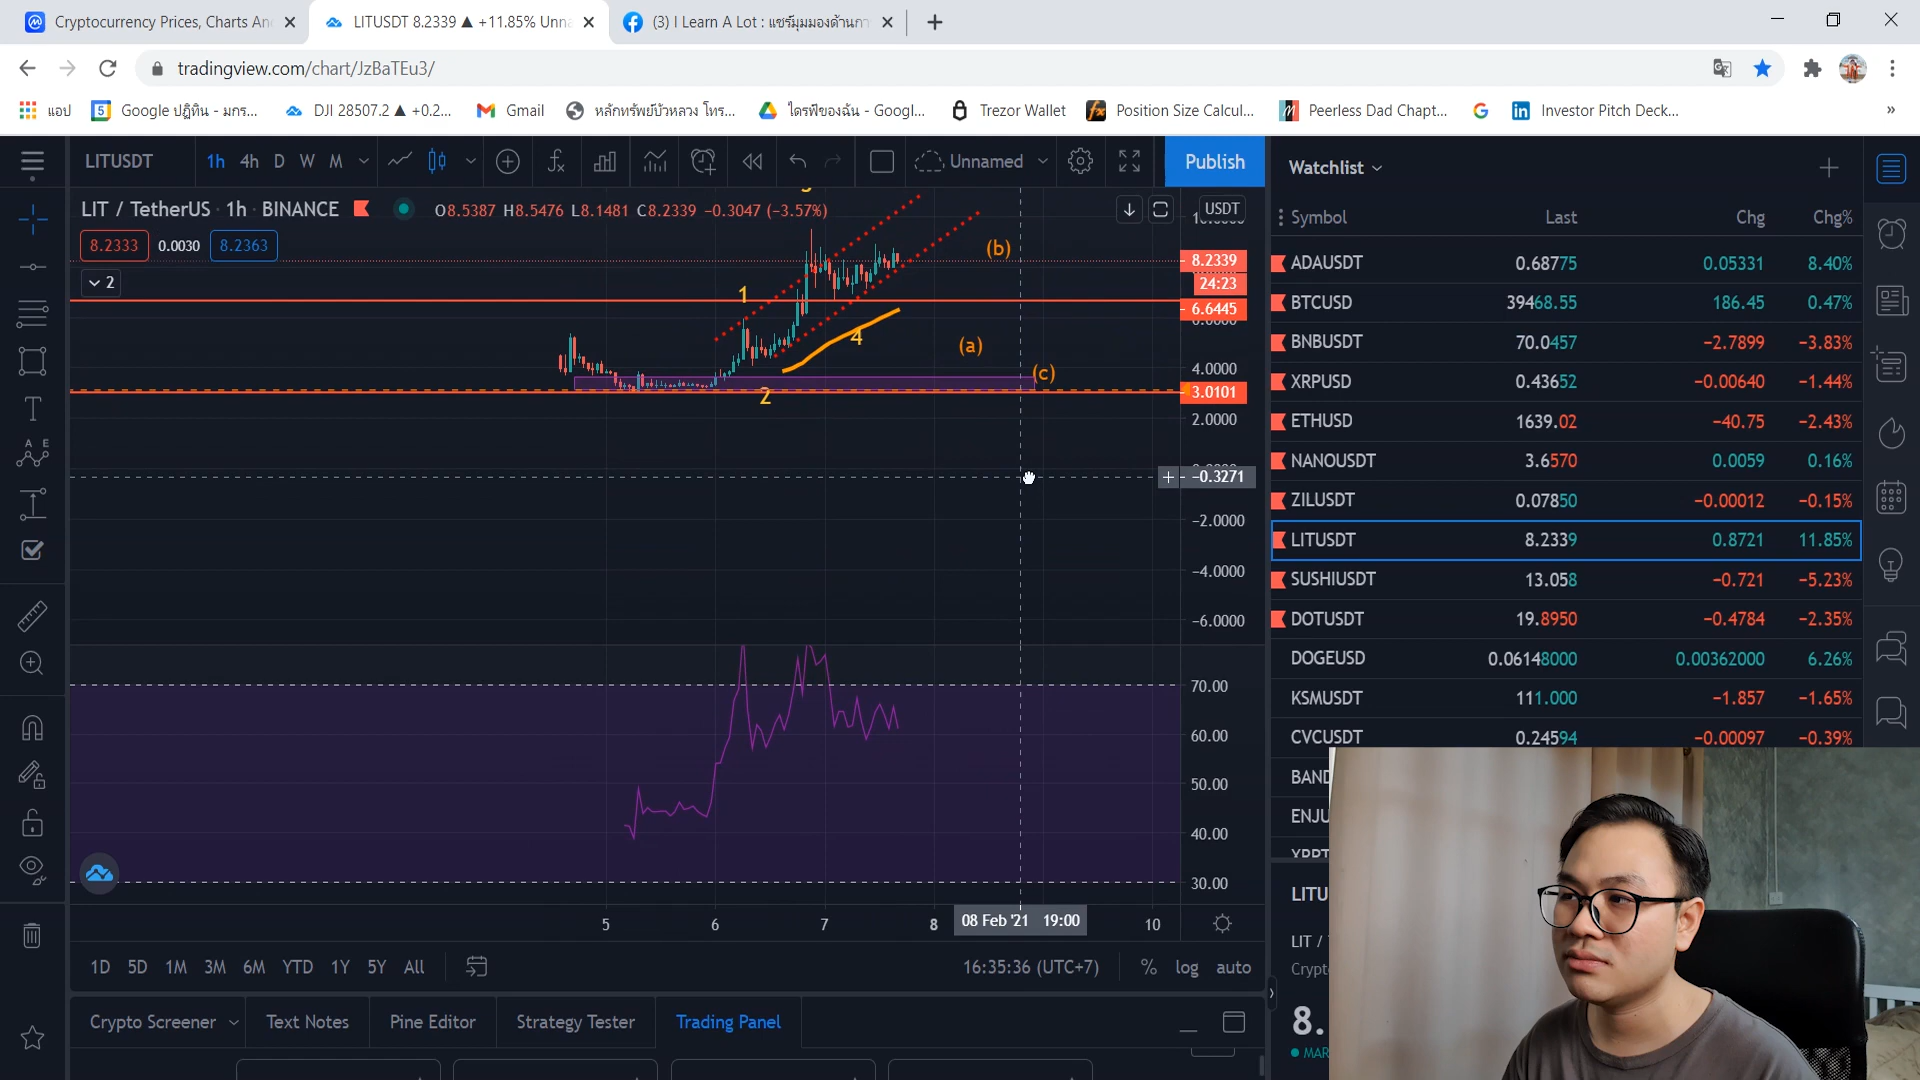 Cryptocurrency Prices, Charts An
LITUSDT 8.2339 ▲ +11.85% Unna
(3) I Learn A Lot : แชร์มุมมองด้านกา
tradingview.com/chart/JzBaTEu3/
แอป
Google ปฏิทิน - มกร...
DJI 28507.2 ▲ +0.2...
Gmail
หลักทรัพย์บัวหลวง โทร...
ไดรฟ์ของฉัน - Googl...
Trezor Wallet
Position Size Calcul...
Peerless Dad Chapt...
Investor Pitch Deck...
»
LITUSDT
1h 4h D W M
Unnamed
Publish
LIT / TetherUS · 1h · BINANCE
O8.5387 H8.5476 L8.1481 C8.2339 −0.3047 (−3.57%)
8.2333 0.0030 8.2363
2
USDT
8.2339
24:23
6.6445
4.0000
3.0101
2.0000
−0.3271
−2.0000
−4.0000
−6.0000
1
2
4
(a)
(b)
(c)
70.00
60.00
50.00
40.00
30.00
5 6 7 8 08 Feb '21 19:00 10
1D 5D 1M 3M 6M YTD 1Y 5Y All
16:35:36 (UTC+7) % log auto
Crypto Screener Text Notes Pine Editor Strategy Tester Trading Panel
Watchlist
Symbol Last Chg Chg%
ADAUSDT 0.68775 0.05331 8.40%
BTCUSD 39468.55 186.45 0.47%
BNBUSDT 70.0457 −2.7899 −3.83%
XRPUSD 0.43652 −0.00640 −1.44%
ETHUSD 1639.02 −40.75 −2.43%
NANOUSDT 3.6570 0.0059 0.16%
ZILUSDT 0.07850 −0.00012 −0.15%
LITUSDT 8.2339 0.8721 11.85%
SUSHIUSDT 13.058 −0.721 −5.23%
DOTUSDT 19.8950 −0.4784 −2.35%
DOGEUSD 0.06148000 0.00362000 6.26%
KSMUSDT 111.000 −1.857 −1.65%
CVCUSDT 0.24594 −0.00097 −0.39%
BAND
ENJU
LITU
LIT /
Crypt
8.
MAR